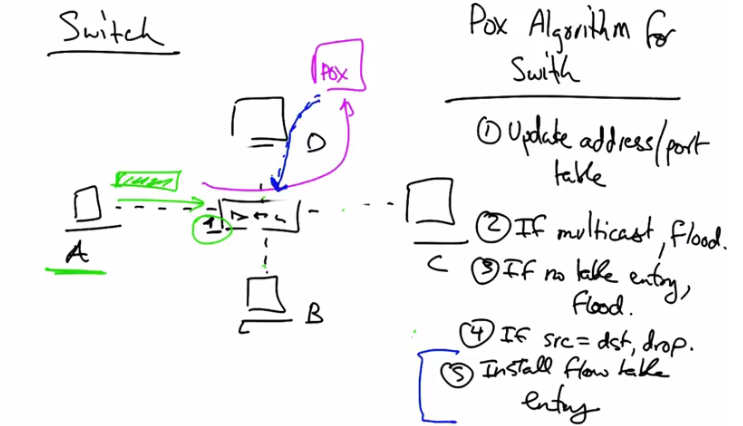 Switch
Pox Algorithm for
Swith
POX
D
① Update address/port
table
1
A
C
B
② If multicast, flood.
③ If no table entry,
flood.
④ If src = dst, drop.
⑤ Install flow table
entry